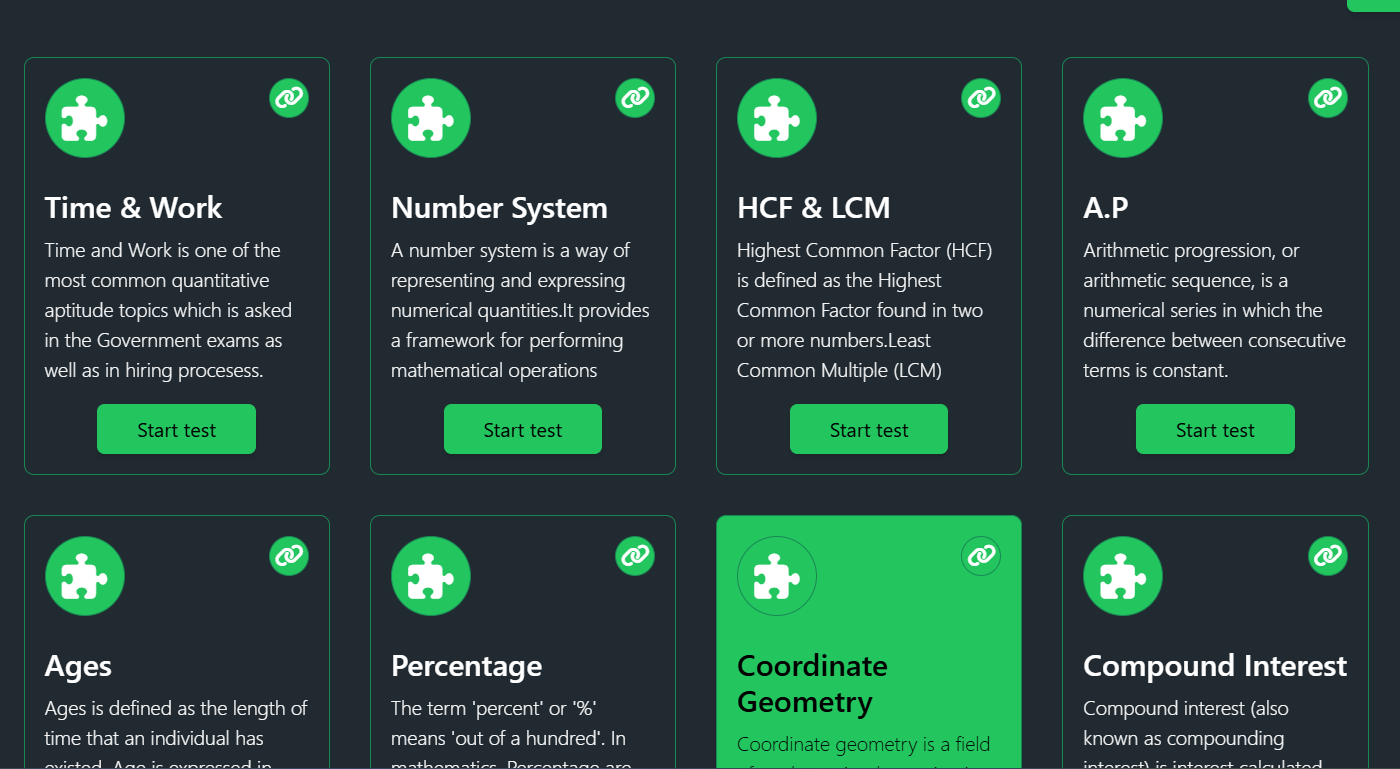 Time & Work
Time and Work is one of the
most common quantitative
aptitude topics which is asked
in the Government exams as
well as in hiring procesess.
Start test
Number System
A number system is a way of
representing and expressing
numerical quantities.It provides
a framework for performing
mathematical operations
Start test
HCF & LCM
Highest Common Factor (HCF)
is defined as the Highest
Common Factor found in two
or more numbers.Least
Common Multiple (LCM)
Start test
A.P
Arithmetic progression, or
arithmetic sequence, is a
numerical series in which the
difference between consecutive
terms is constant.
Start test
Ages
Ages is defined as the length of
time that an individual has
existed. Age is expressed in
Percentage
The term 'percent' or '%'
means 'out of a hundred'. In
mathematics, Percentage are
Coordinate
Geometry
Coordinate geometry is a field
Compound Interest
Compound interest (also
known as compounding
interest) is interest calculated